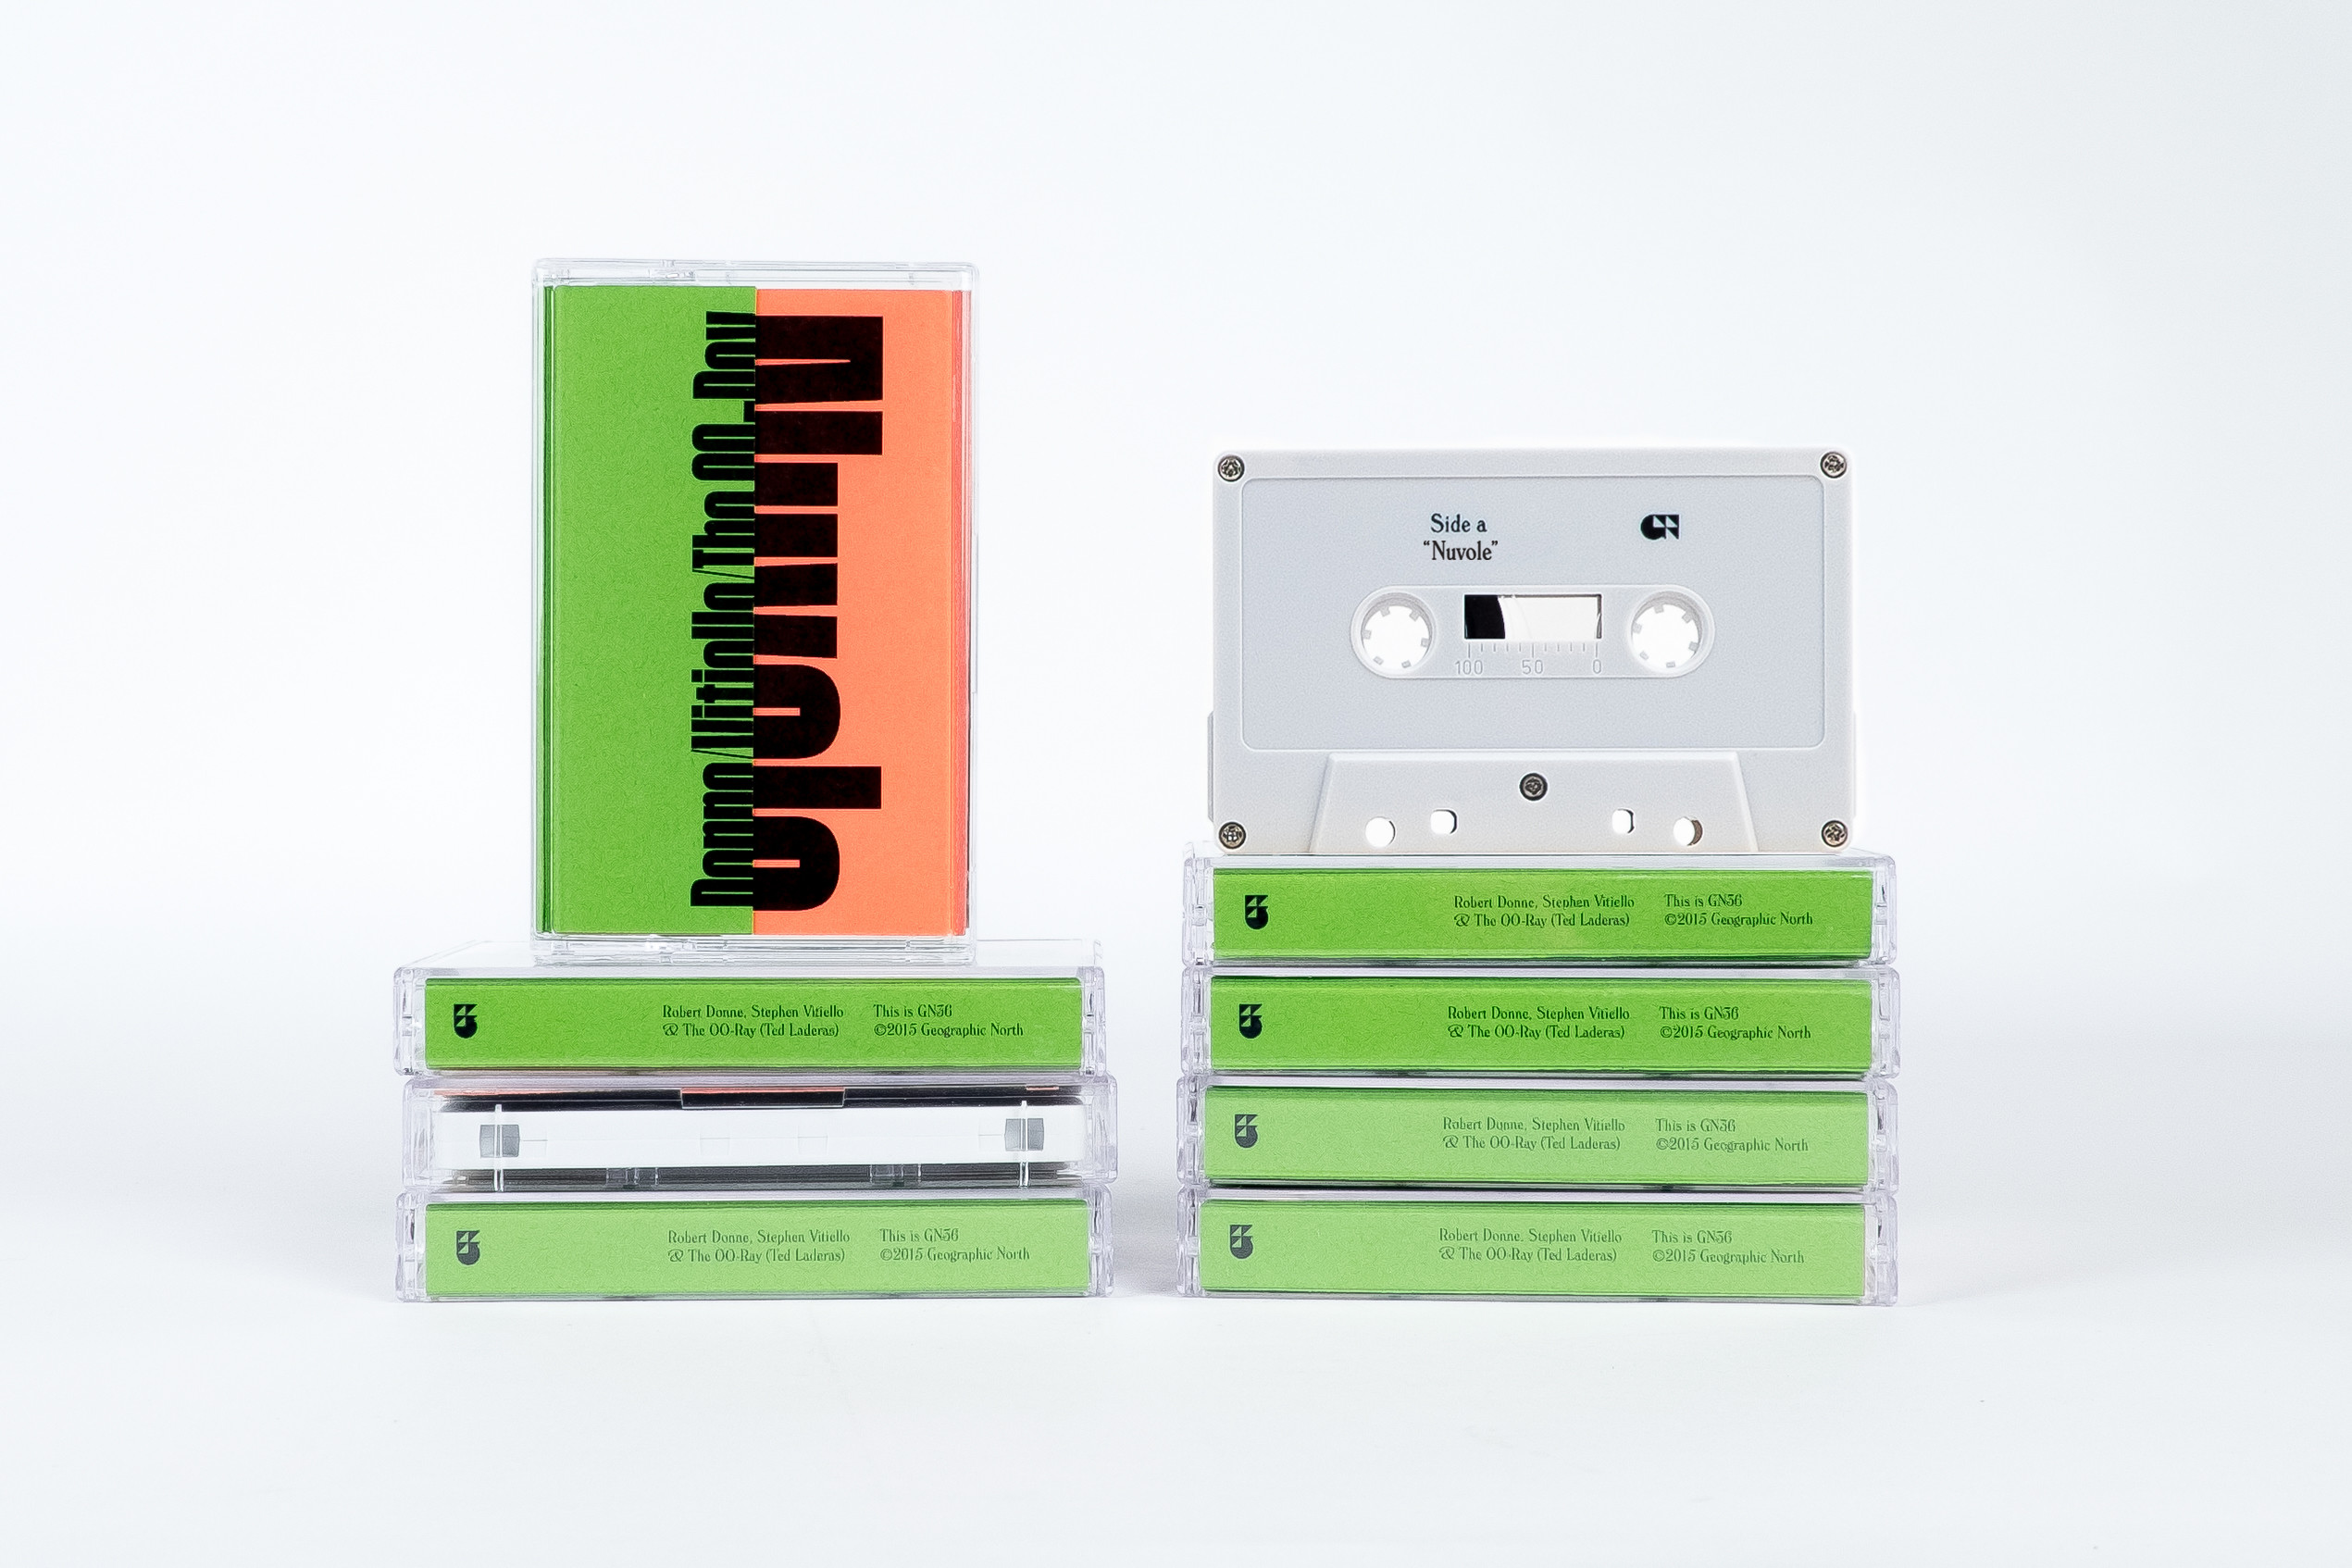 Donne/Vitiello/The OO-Ray
Robert Donne, Stephen Vitiello
& The OO-Ray (Ted Laderas)
This is GN36
©2015 Geographic North
Robert Donne, Stephen Vitiello
& The OO-Ray (Ted Laderas)
This is GN36
©2015 Geographic North
Side a
“Nuvole”
GN
100 50 0
Robert Donne, Stephen Vitiello
& The OO-Ray (Ted Laderas)
This is GN36
©2015 Geographic North
Robert Donne, Stephen Vitiello
& The OO-Ray (Ted Laderas)
This is GN36
©2015 Geographic North
Robert Donne, Stephen Vitiello
& The OO-Ray (Ted Laderas)
This is GN36
©2015 Geographic North
Robert Donne, Stephen Vitiello
& The OO-Ray (Ted Laderas)
This is GN36
©2015 Geographic North